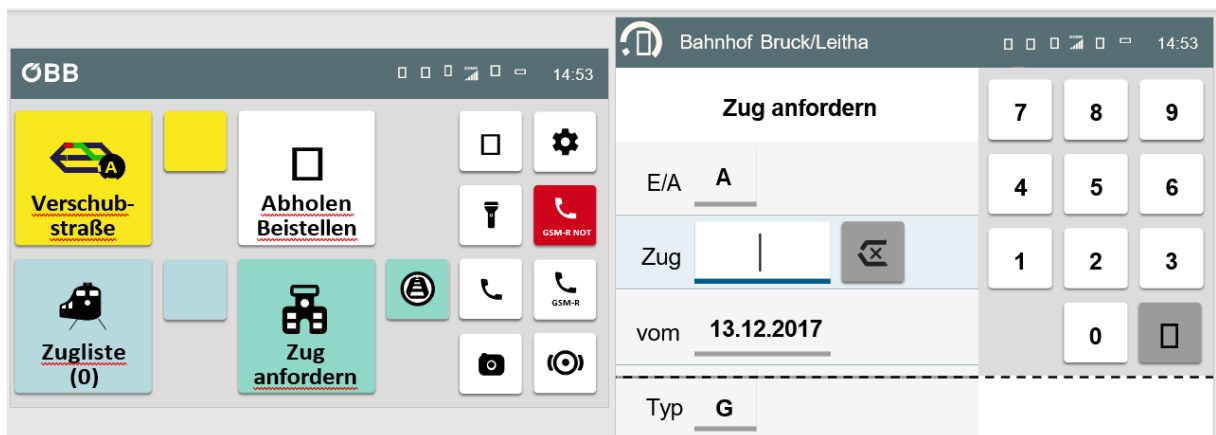 ÖBB
14:53
Verschub-
straße
A
Abholen
Beistellen
GSM-R NOT
Zugliste
(0)
Zug
anfordern
GSM-R
Bahnhof Bruck/Leitha
14:53
Zug anfordern
E/A A
Zug
vom 13.12.2017
Typ G
7 8 9
4 5 6
1 2 3
0